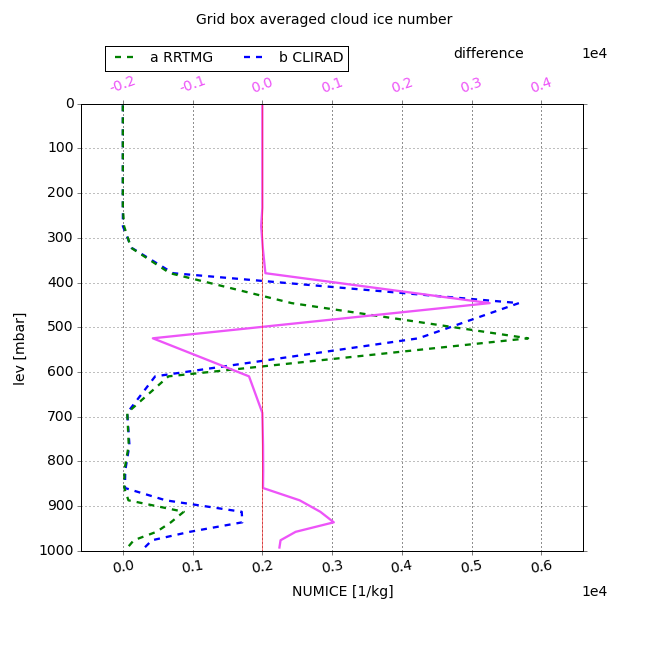 Grid box averaged cloud ice number
a RRTMG b CLIRAD difference 1e4
-0.2 -0.1 0.0 0.1 0.2 0.3 0.4
0
100
200
300
400
500
600
700
800
900
1000
lev [mbar]
0.0 0.1 0.2 0.3 0.4 0.5 0.6
NUMICE [1/kg] 1e4